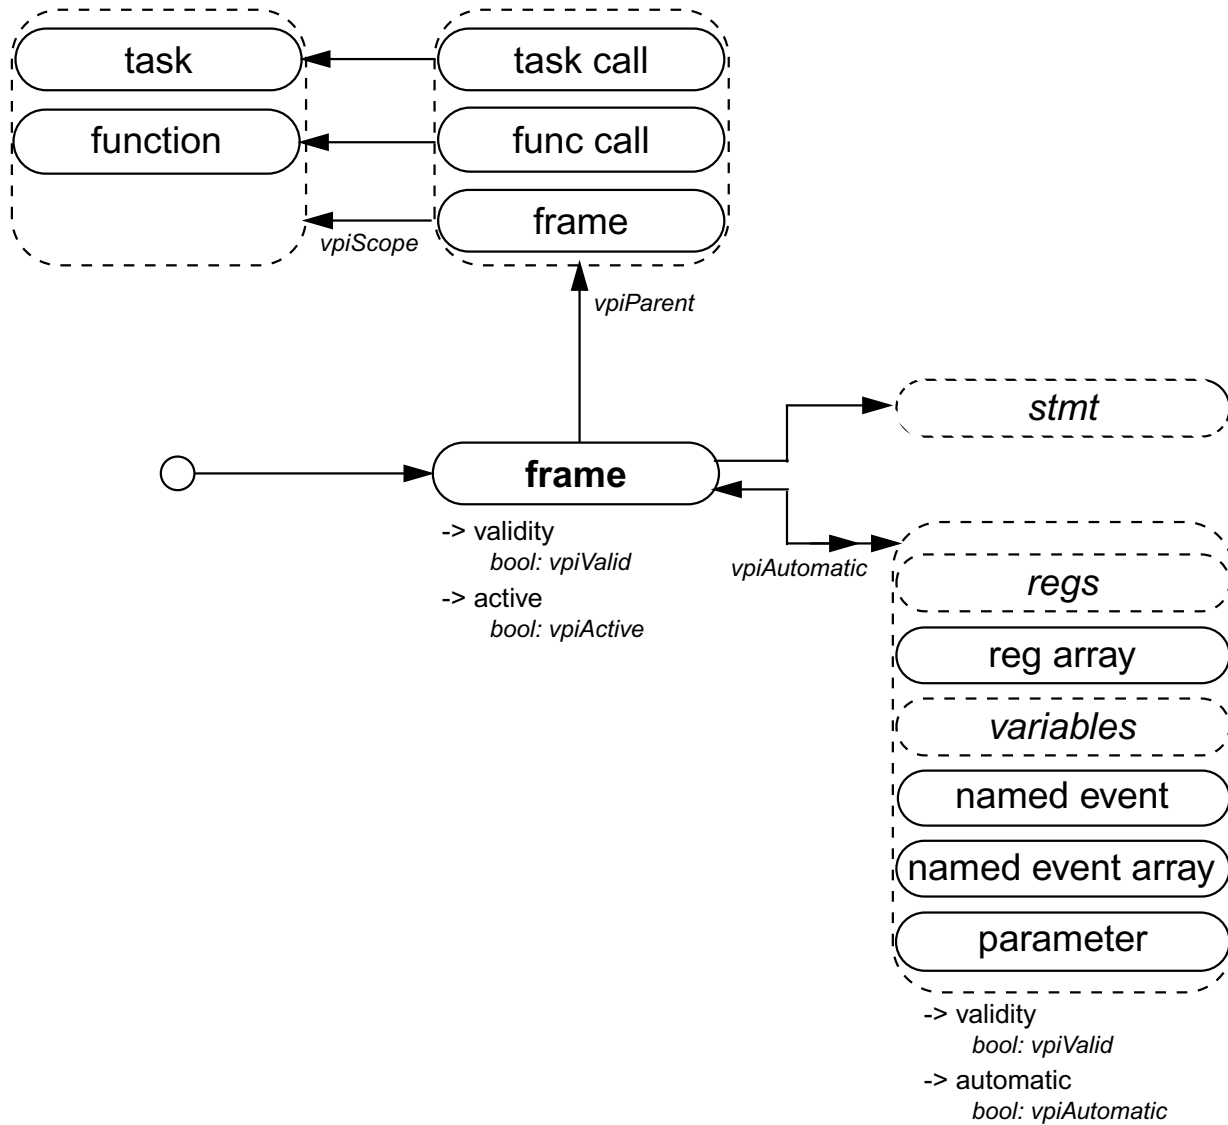 task
task call
function
func call
frame
vpiScope
vpiParent
stmt
frame
-> validity
bool: vpiValid
-> active
bool: vpiActive
vpiAutomatic
regs
reg array
variables
named event
named event array
parameter
-> validity
bool: vpiValid
-> automatic
bool: vpiAutomatic